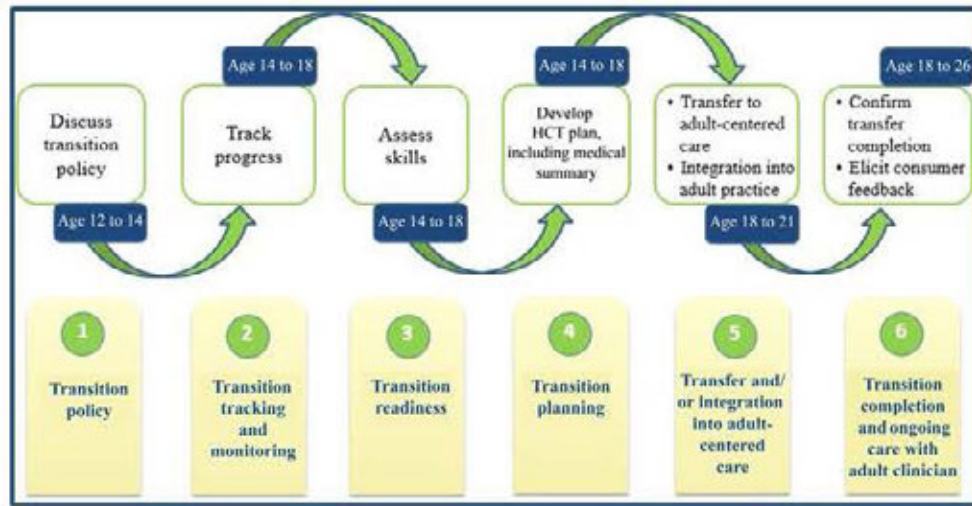 Age 14 to 18
Age 14 to 18
Age 18 to 26
Discuss
transition
policy
Track
progress
Assess
skills
Develop
HCT plan,
including medical
summary
• Transfer to
adult-centered
care
• Integration into
adult practice
• Confirm
transfer
completion
• Elicit consumer
feedback
Age 12 to 14
Age 14 to 18
Age 18 to 21
1
Transition
policy
2
Transition
tracking
and
monitoring
3
Transition
readiness
4
Transition
planning
5
Transfer and/
or Integration
into adult-
centered
care
6
Transition
completion
and ongoing
care with
adult clinician